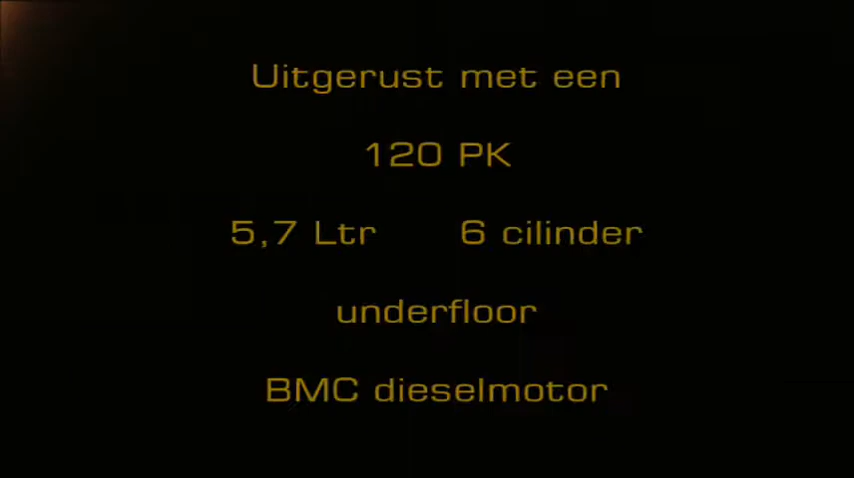 Uitgerust met een
120 PK
5,7 Ltr 6 cilinder
underfloor
BMC dieselmotor